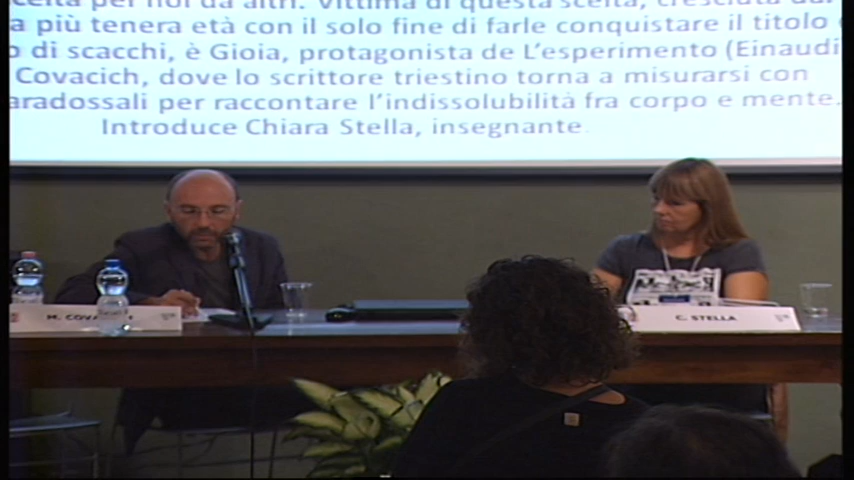 per noi da altri. Vittima di questa scelta, cresciuta
a più tenera età con il solo fine di farle conquistare il titolo
o di scacchi, è Gioia, protagonista de L'esperimento (Einaudi
Covacich, dove lo scrittore triestino torna a misurarsi con
aradossali per raccontare l'indissolubilità fra corpo e mente.
Introduce Chiara Stella, insegnante.
M. COVA
C. STELLA